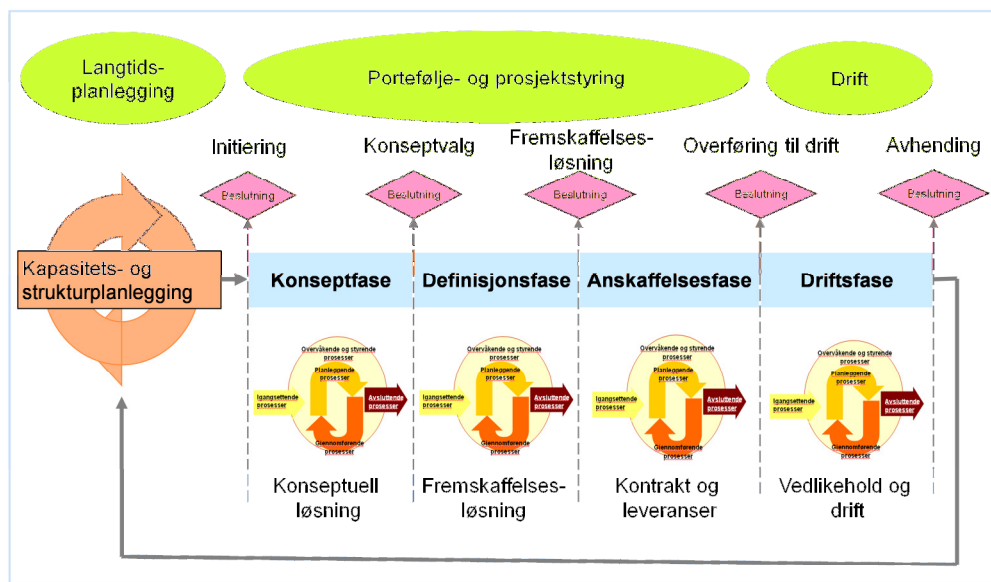 Langtids-
planlegging
Portefølje- og prosjektstyring
Drift
Initiering
Konseptvalg
Fremskaffelses-
løsning
Overføring til drift
Avhending
Beslutning
Beslutning
Beslutning
Beslutning
Beslutning
Kapasitets- og
strukturplanlegging
Konseptfase
Definisjonsfase
Anskaffelsesfase
Driftsfase
Overvåkende og styrende
prosesser
Planleggende
prosesser
Igangsettende
prosesser
Avsluttende
prosesser
Gjennomførende
prosesser
Overvåkende og styrende
prosesser
Planleggende
prosesser
Igangsettende
prosesser
Avsluttende
prosesser
Gjennomførende
prosesser
Overvåkende og styrende
prosesser
Planleggende
prosesser
Igangsettende
prosesser
Avsluttende
prosesser
Gjennomførende
prosesser
Overvåkende og styrende
prosesser
Planleggende
prosesser
Igangsettende
prosesser
Avsluttende
prosesser
Gjennomførende
prosesser
Konseptuell
løsning
Fremskaffelses-
løsning
Kontrakt og
leveranser
Vedlikehold og
drift